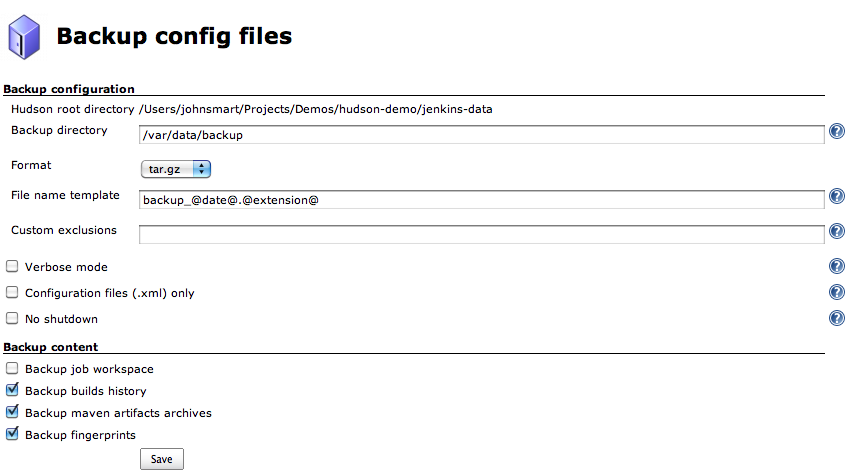 Backup config files
Backup configuration
Hudson root directory /Users/johnsmart/Projects/Demos/hudson-demo/jenkins-data
Backup directory /var/data/backup ?
Format tar.gz
File name template backup_@date@.@extension@ ?
Custom exclusions ?
Verbose mode ?
Configuration files (.xml) only ?
No shutdown ?
Backup content
Backup job workspace
Backup builds history
Backup maven artifacts archives
Backup fingerprints
Save